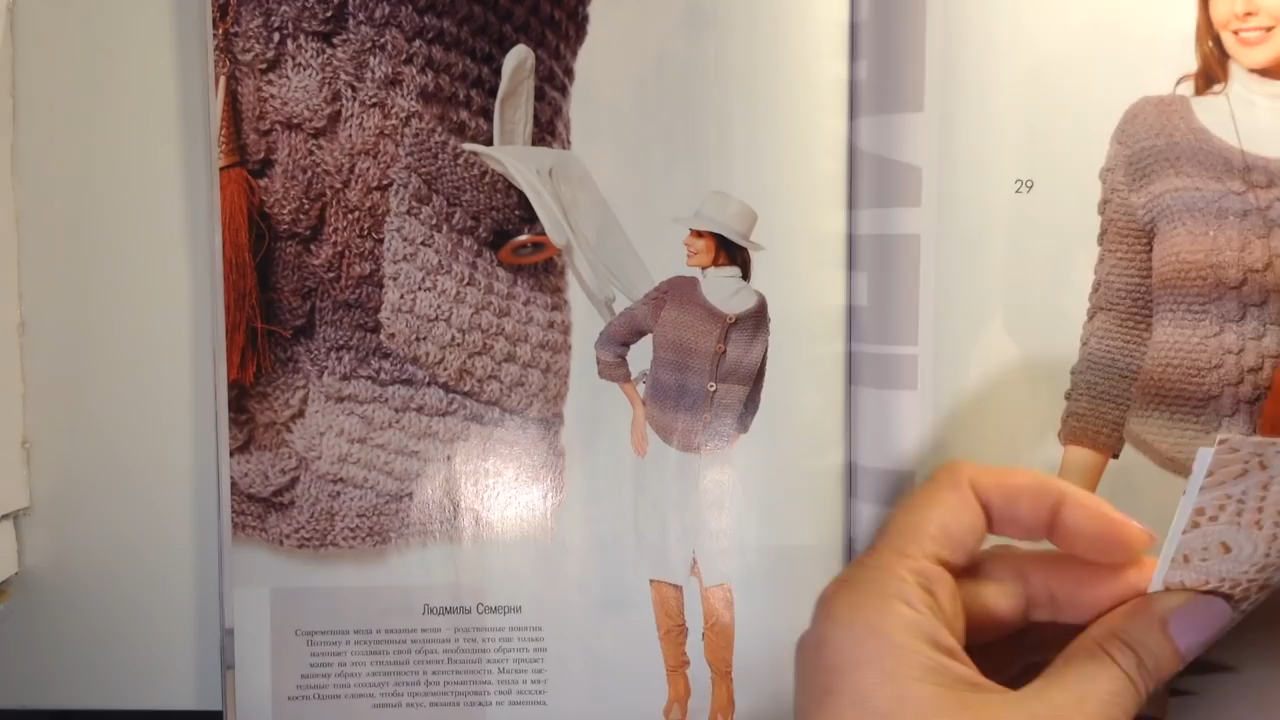 29
Людмилы Семерни
Современная мода и вязаные вещи – родственные понятия.
Поэтому и искушенным модницам и тем, кто еще только
начинает создавать свой образ, необходимо обратить вни
мание на этот стильный сегмент.Вязаный жакет придает
вашему образу элегантности и женственности. Мягкие пас-
тельные тона создадут легкий фон романтизма, тепла и мяг
кости.Одним словом, чтобы продемонстрировать свой эксклю-
зивный вкус, вязаная одежда не заменима,